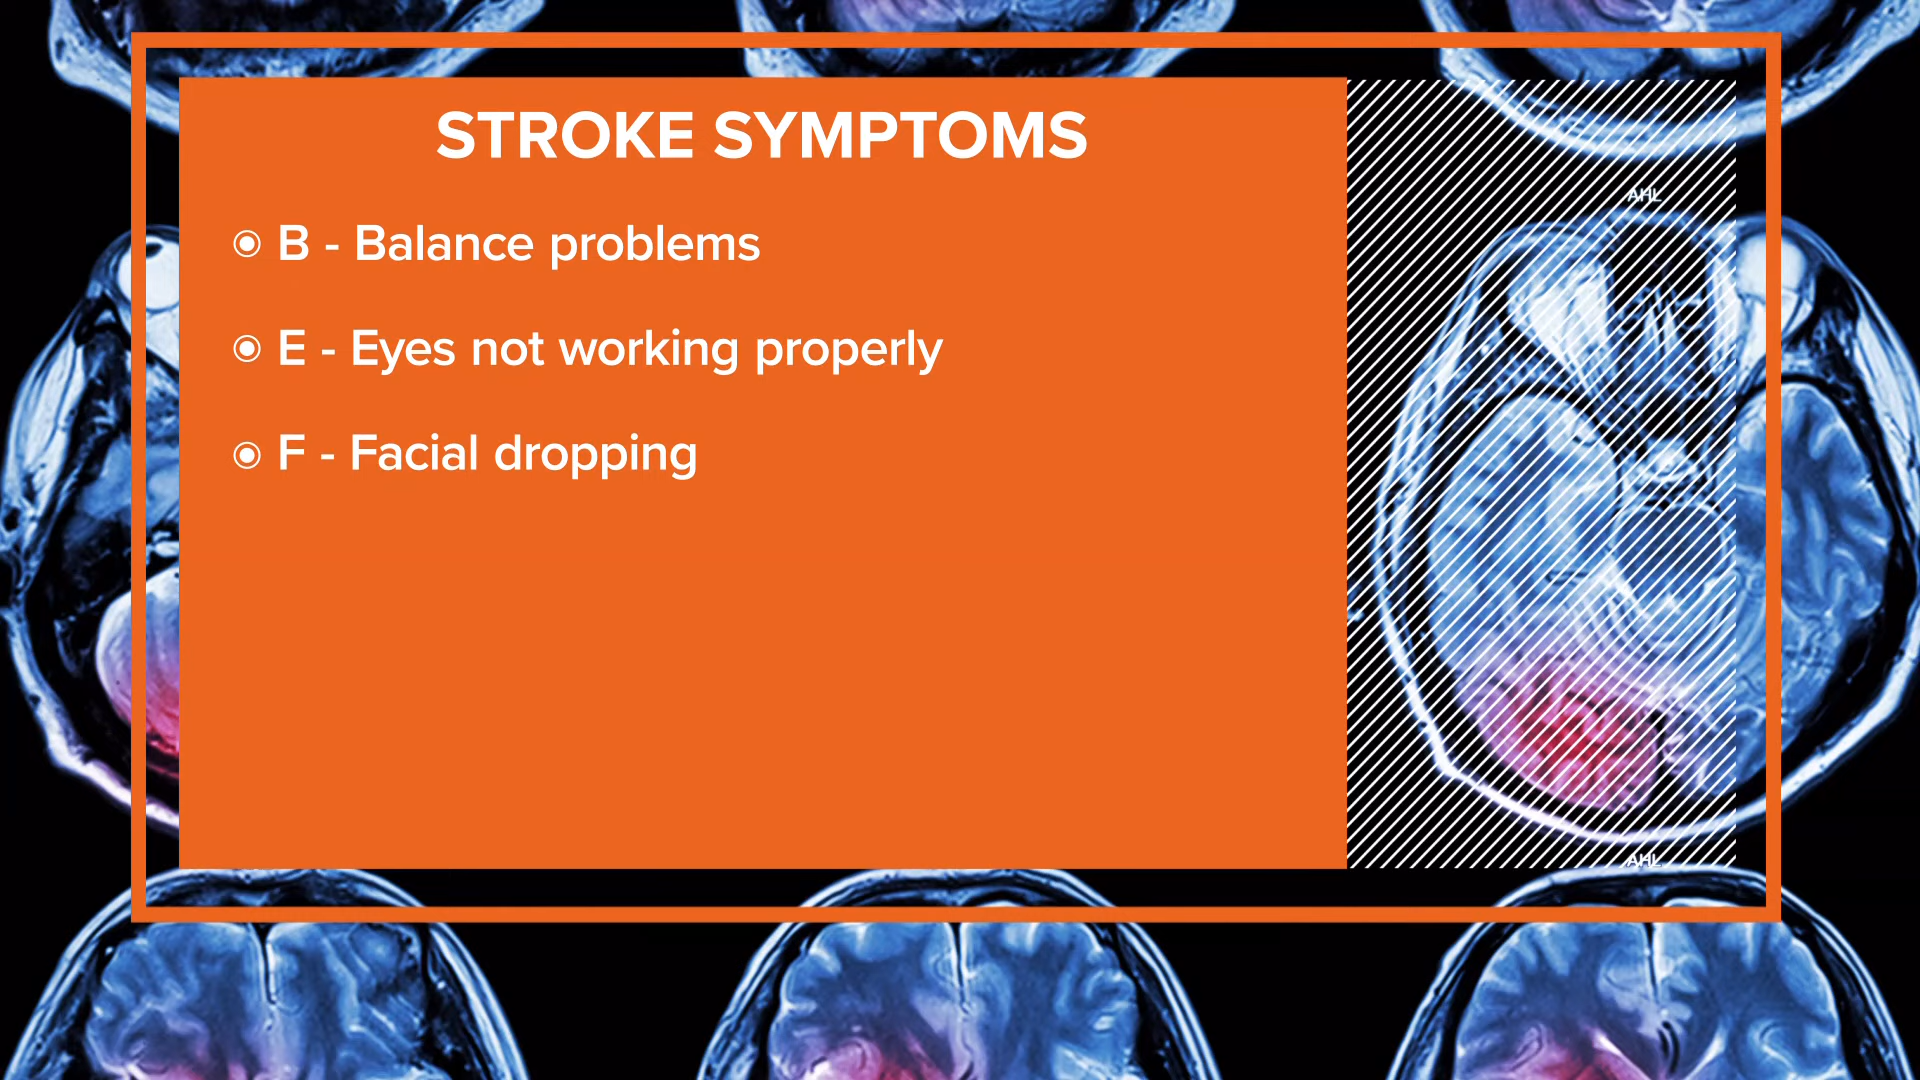 STROKE SYMPTOMS
B - Balance problems
E - Eyes not working properly
F - Facial dropping
AHL
AHL